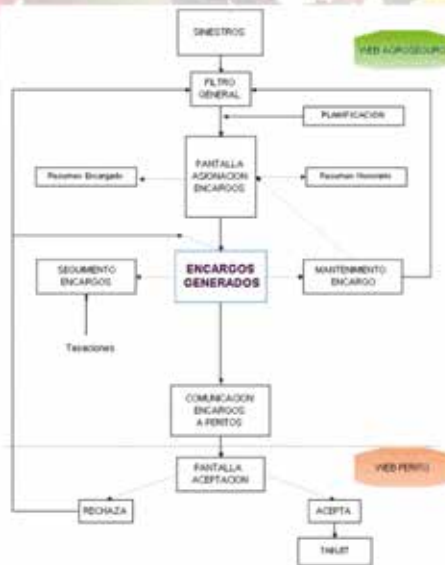 SINIESTROS
WEB AGROSEGURO
FILTRO
GENERAL
PLANIFICACION
PANTALLA
ASIGNACION
ENCARGOS
Resumen Encargado
Resumen Honorario
SEGUIMIENTO
ENCARGOS
ENCARGOS
GENERADOS
MANTENIMIENTO
ENCARGO
Tasaciones
COMUNICACION
ENCARGOS
A PERITOS
PANTALLA
ACEPTACION
WEB PERITO
RECHAZA
ACEPTA
TABLET